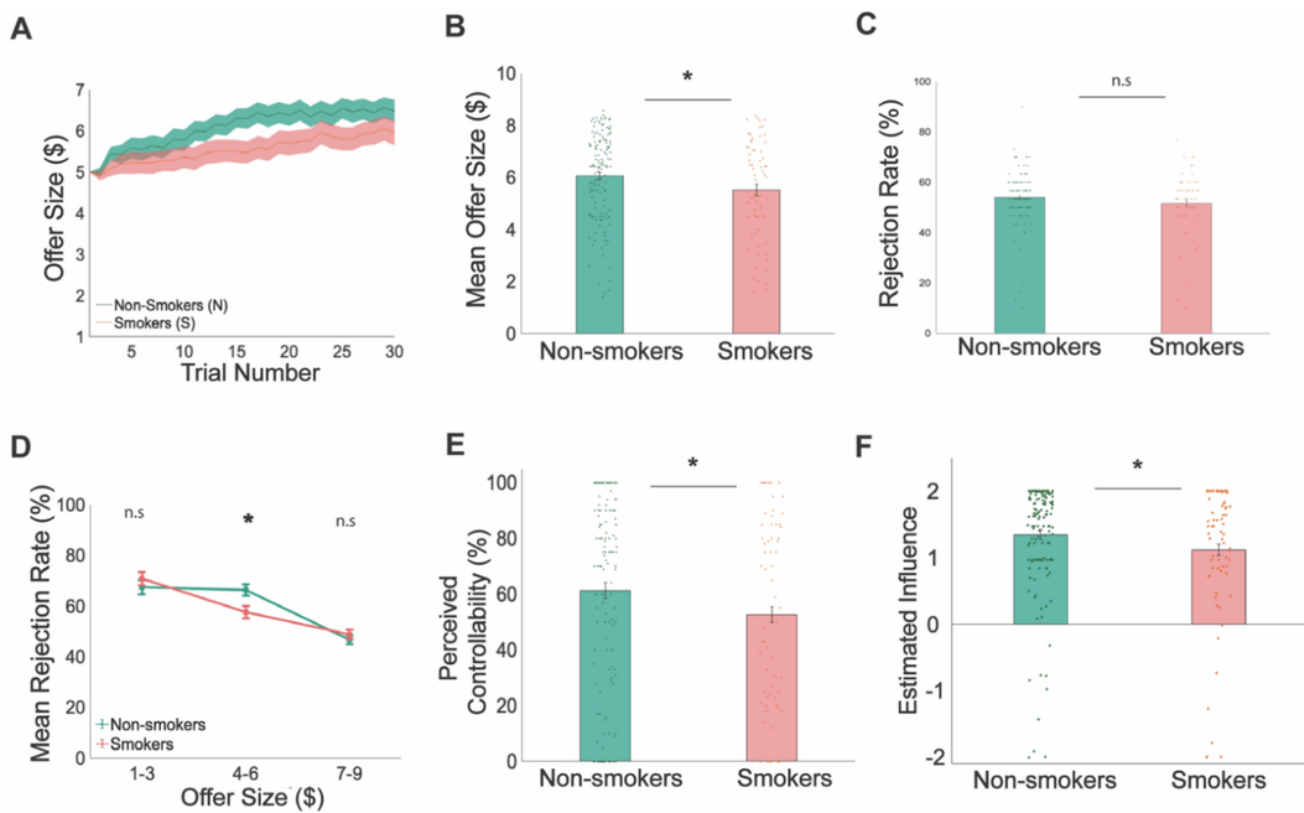 A
Offer Size ($)
7
6
5
4
3
2
1
Non-Smokers (N)
Smokers (S)
5 10 15 20 25 30
Trial Number
B
Mean Offer Size ($)
10
8
6
4
2
0
*
Non-smokers Smokers
C
Rejection Rate (%)
100
80
60
40
20
0
n.s
Non-smokers Smokers
D
Mean Rejection Rate (%)
100
80
60
40
20
0
n.s * n.s
Non-smokers
Smokers
1-3 4-6 7-9
Offer Size ($)
E
Perceived
Controllability (%)
100
80
60
40
20
0
*
Non-smokers Smokers
F
Estimated Influence
2
1
0
-1
-2
*
Non-smokers Smokers